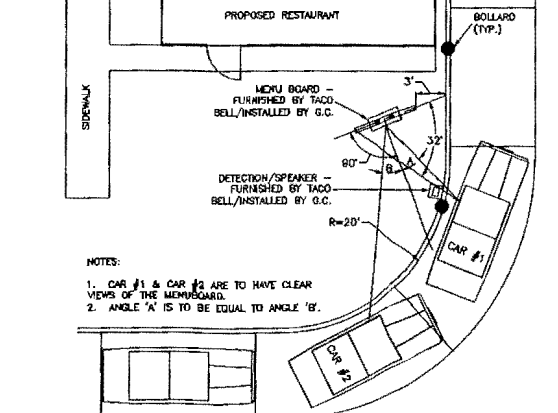 PROPOSED RESTAURANT
BOLLARD
(TYP.)
SIDEWALK
MENU BOARD –
FURNISHED BY TACO
BELL/INSTALLED BY G.C.
3'
32'
90'
B
A
DETECTION/SPEAKER –
FURNISHED BY TACO
BELL/INSTALLED BY G.C.
R=20'
CAR #1
NOTES:
1. CAR #1 & CAR #2 ARE TO HAVE CLEAR
VIEWS OF THE MENUBOARD.
2. ANGLE 'A' IS TO BE EQUAL TO ANGLE 'B'.
CAR #2